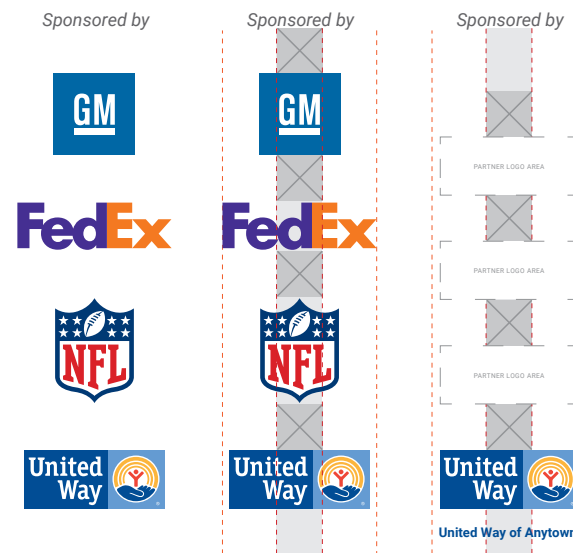 Sponsored by
GM
FedEx
NFL
United
Way
Sponsored by
GM
FedEx
NFL
United
Way
Sponsored by
PARTNER LOGO AREA
PARTNER LOGO AREA
PARTNER LOGO AREA
United
Way
United Way of Anytown